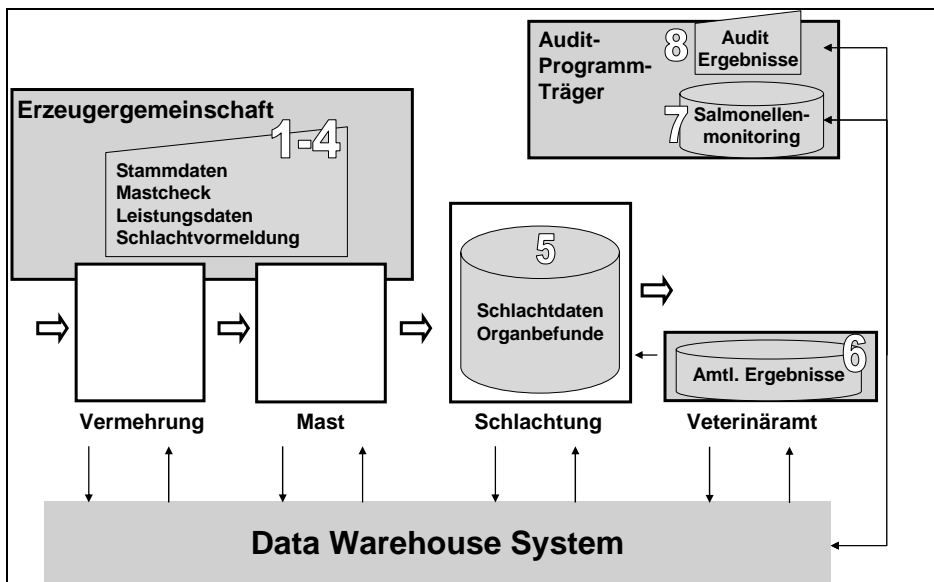 Audit-
Programm-
Träger
8
Audit
Ergebnisse
7
Salmonellen-
monitoring
Erzeugergemeinschaft
1-4
Stammdaten
Mastcheck
Leistungsdaten
Schlachtvormeldung
5
Schlachtdaten
Organbefunde
6
Amtl. Ergebnisse
Vermehrung
Mast
Schlachtung
Veterinäramt
Data Warehouse System